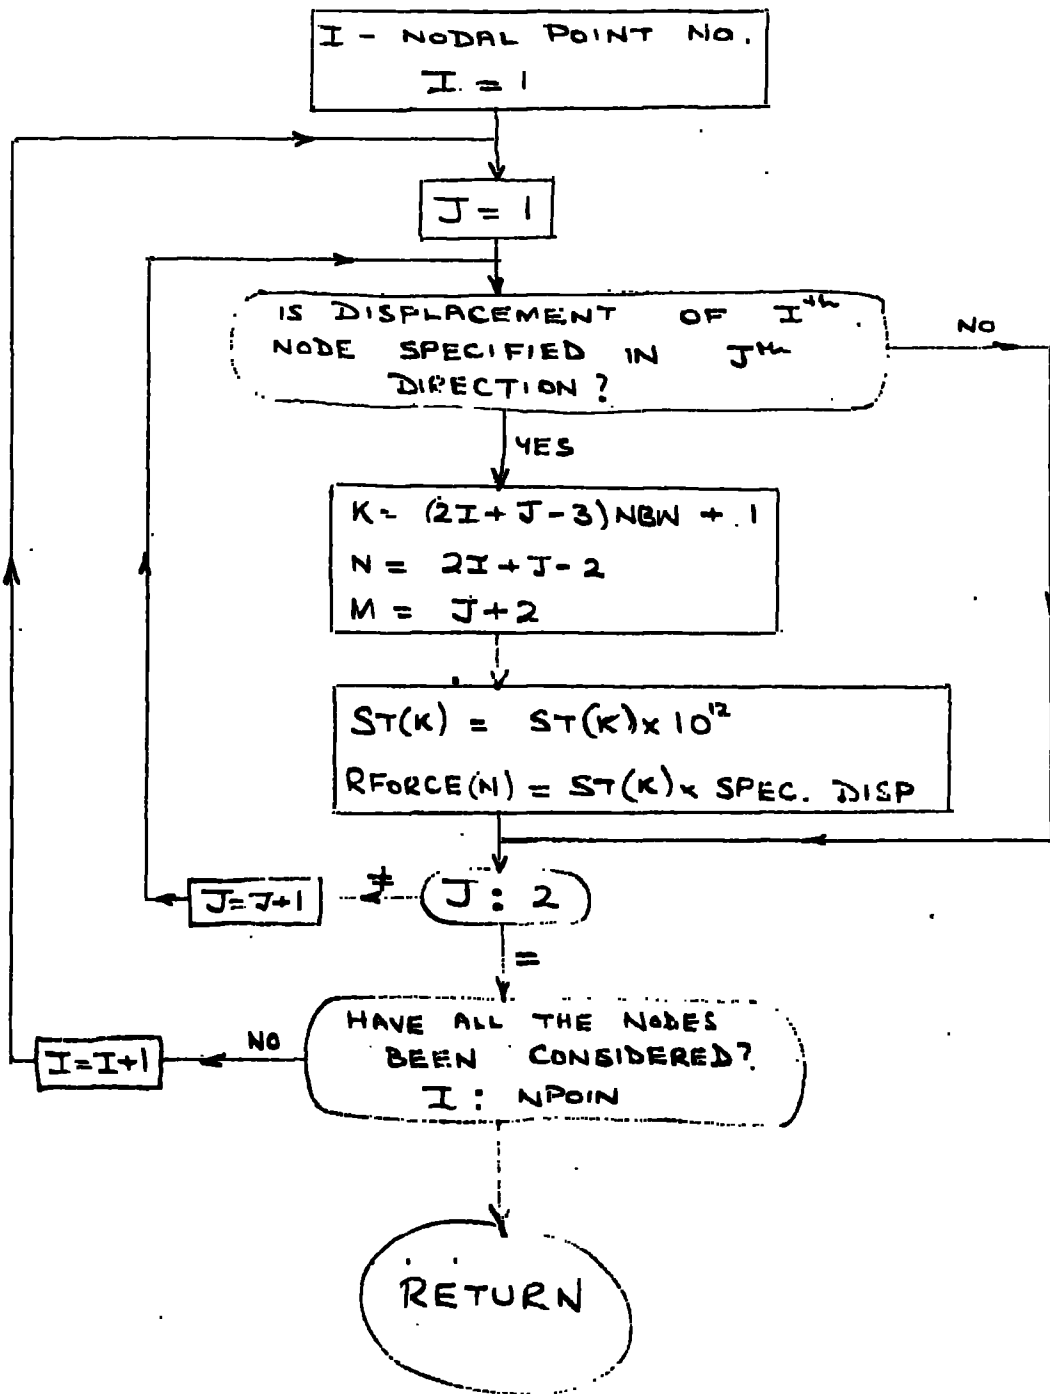 I - NODAL POINT NO.
I = 1
J = 1
IS DISPLACEMENT OF Ith
NODE SPECIFIED IN Jth
DIRECTION?
NO
YES
K = (2I + J - 3) NBW + 1
N = 2I + J - 2
M = J + 2
ST(K) = ST(K) x 10^12
RFORCE(N) = ST(K) x SPEC. DISP
J=J+1
≠
J : 2
=
HAVE ALL THE NODES
BEEN CONSIDERED?
I : NPOIN
NO
I=I+1
RETURN